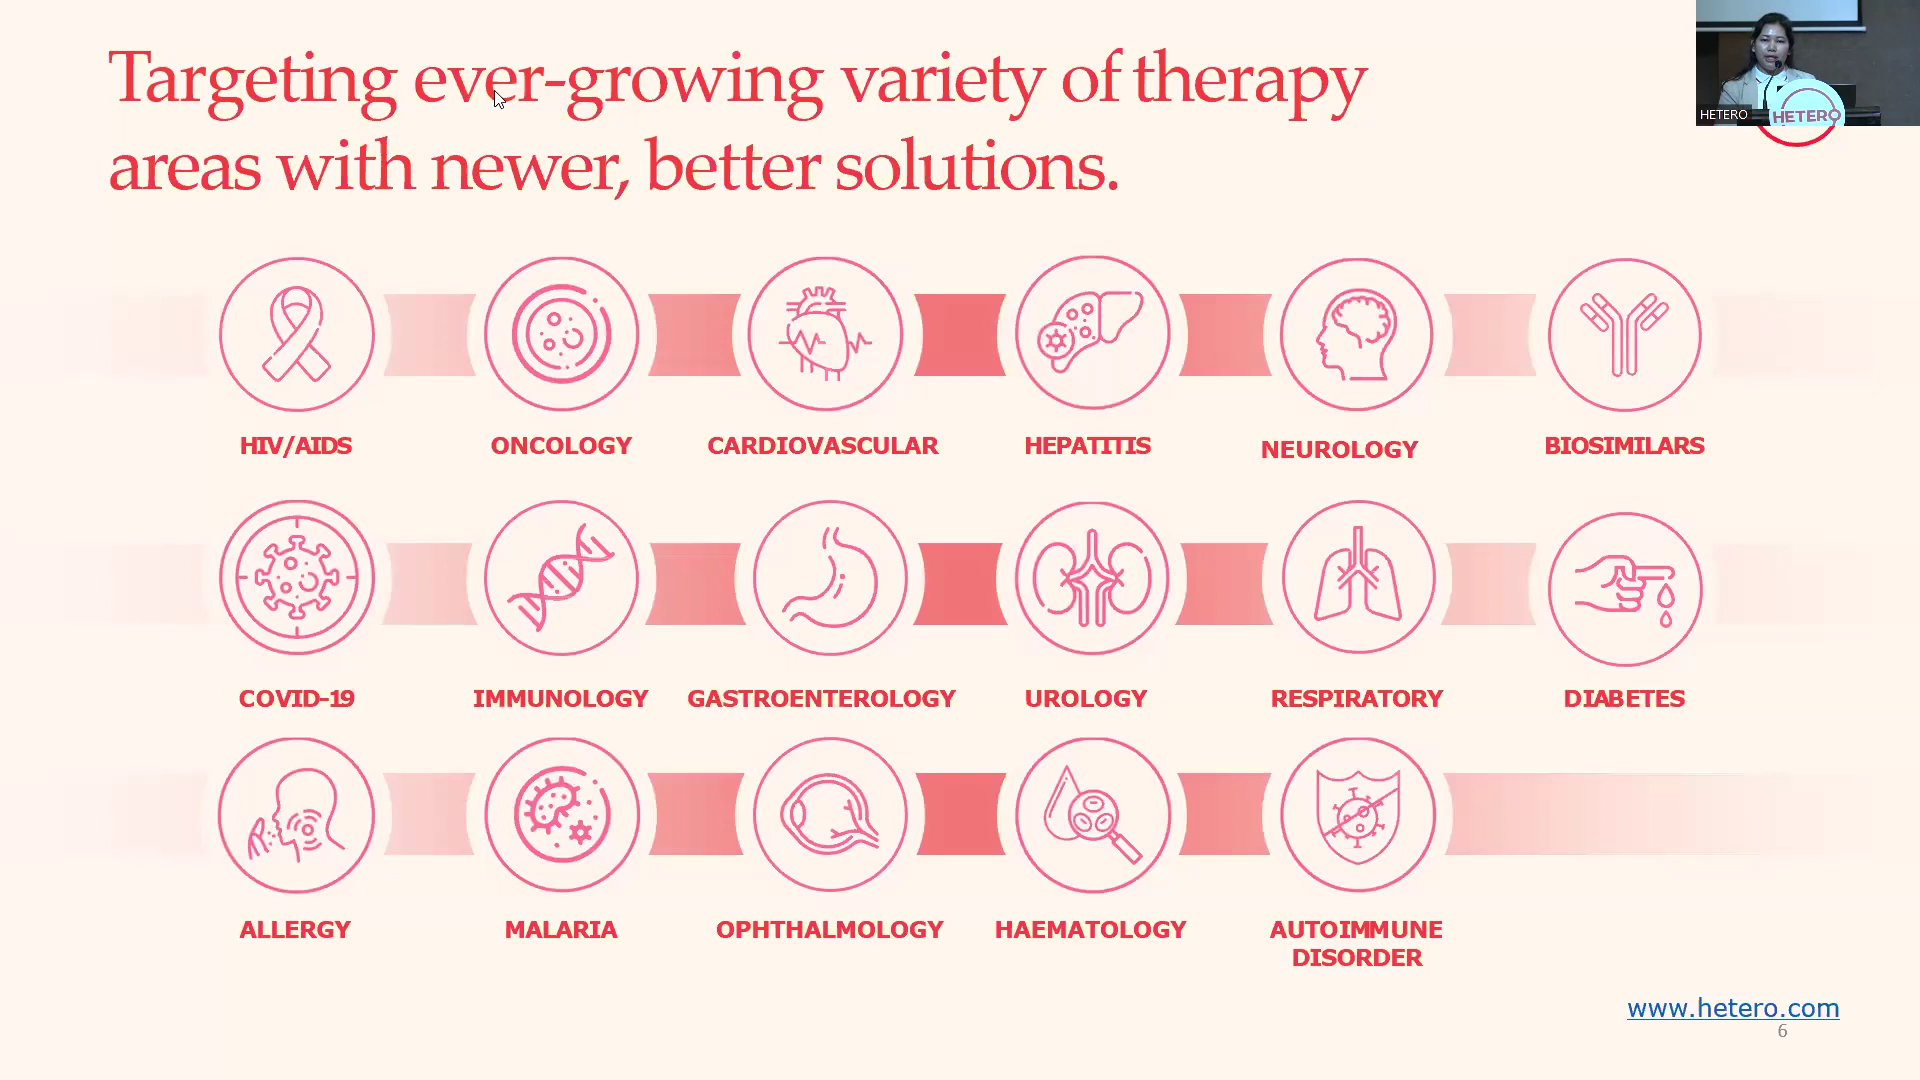 Targeting ever-growing variety of therapy
areas with newer, better solutions.
HETERO
HETERO
HIV/AIDS
ONCOLOGY
CARDIOVASCULAR
HEPATITIS
NEUROLOGY
BIOSIMILARS
COVID-19
IMMUNOLOGY
GASTROENTEROLOGY
UROLOGY
RESPIRATORY
DIABETES
ALLERGY
MALARIA
OPHTHALMOLOGY
HAEMATOLOGY
AUTOIMMUNE
DISORDER
www.hetero.com
6